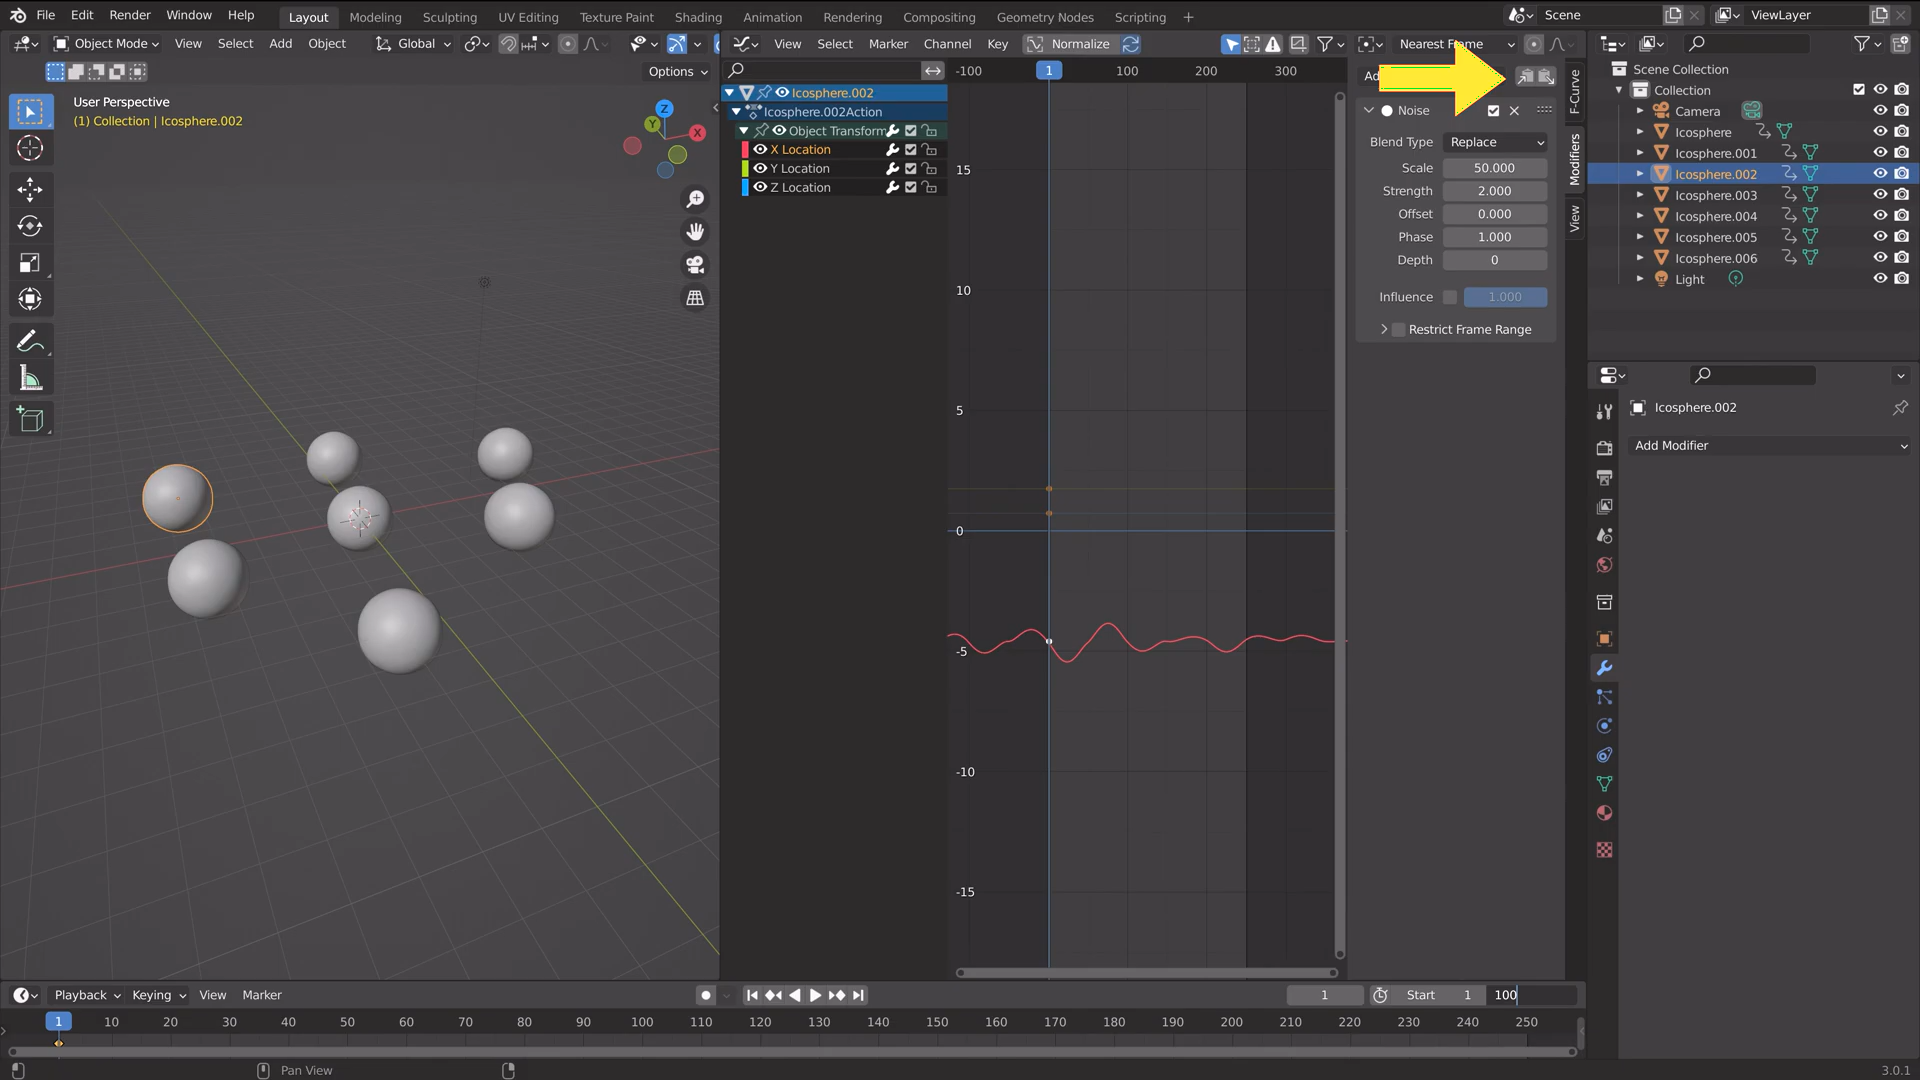 File Edit Render Window Help Layout Modeling Sculpting UV Editing Texture Paint Shading Animation Rendering Compositing Geometry Nodes Scripting + Scene ViewLayer
Object Mode View Select Add Object Global
Options
User Perspective
(1) Collection | Icosphere.002
Z
Y
X
View Select Marker Channel Key Normalize Nearest Frame
-100 1 100 200 300
Icosphere.002
Icosphere.002Action
Object Transform
X Location
Y Location
Z Location
15
10
5
0
-5
-10
-15
Noise
Blend Type Replace
Scale 50.000
Strength 2.000
Offset 0.000
Phase 1.000
Depth 0
Influence 1.000
Restrict Frame Range
F-Curve
Modifiers
View
Scene Collection
Collection
Camera
Icosphere
Icosphere.001
Icosphere.002
Icosphere.003
Icosphere.004
Icosphere.005
Icosphere.006
Light
Icosphere.002
Add Modifier
Playback Keying View Marker 1 Start 1 100
1 10 20 30 40 50 60 70 80 90 100 110 120 130 140 150 160 170 180 190 200 210 220 230 240 250
Pan View 3.0.1